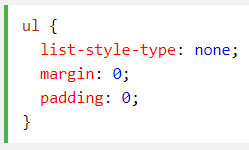 ul {
  list-style-type: none;
  margin: 0;
  padding: 0;
}